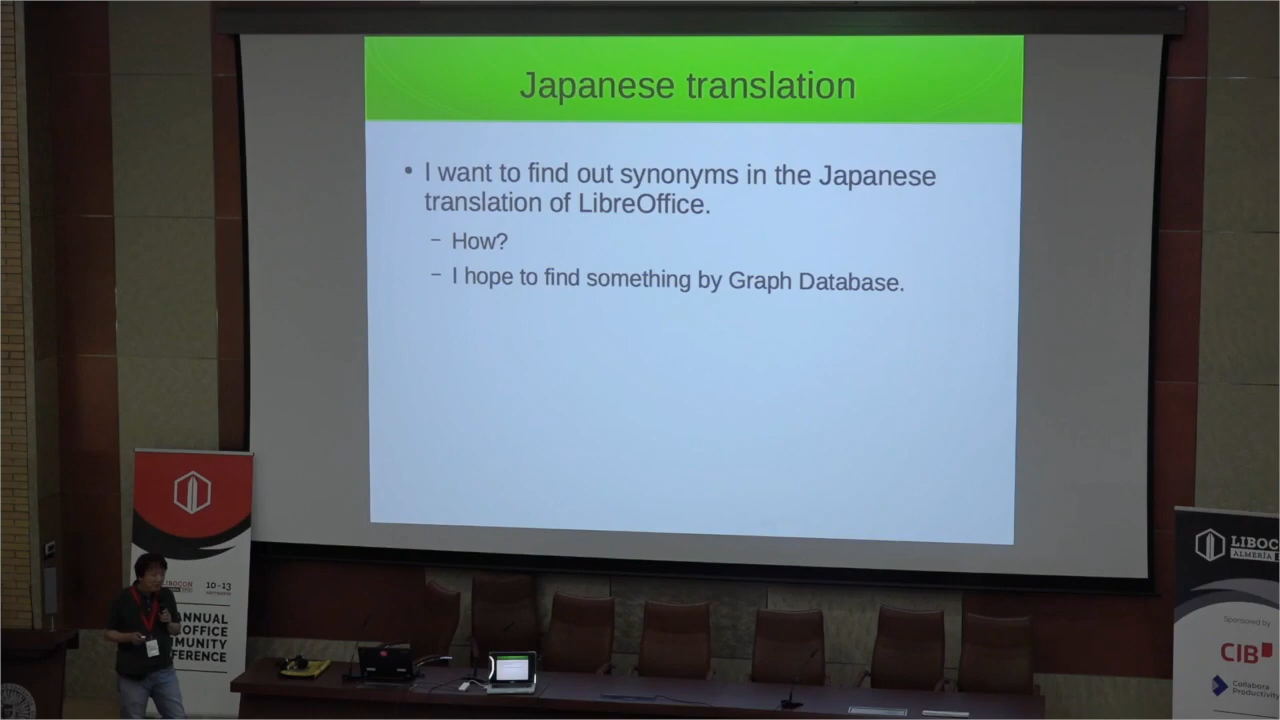 Japanese translation
• I want to find out synonyms in the Japanese
translation of LibreOffice.
– How?
– I hope to find something by Graph Database.
10-13
ANNUAL
OFFICE
MUNITY
FERENCE
LIBOC
ALMERÍA
Sponsored by
CIB
Collabora
Productivity